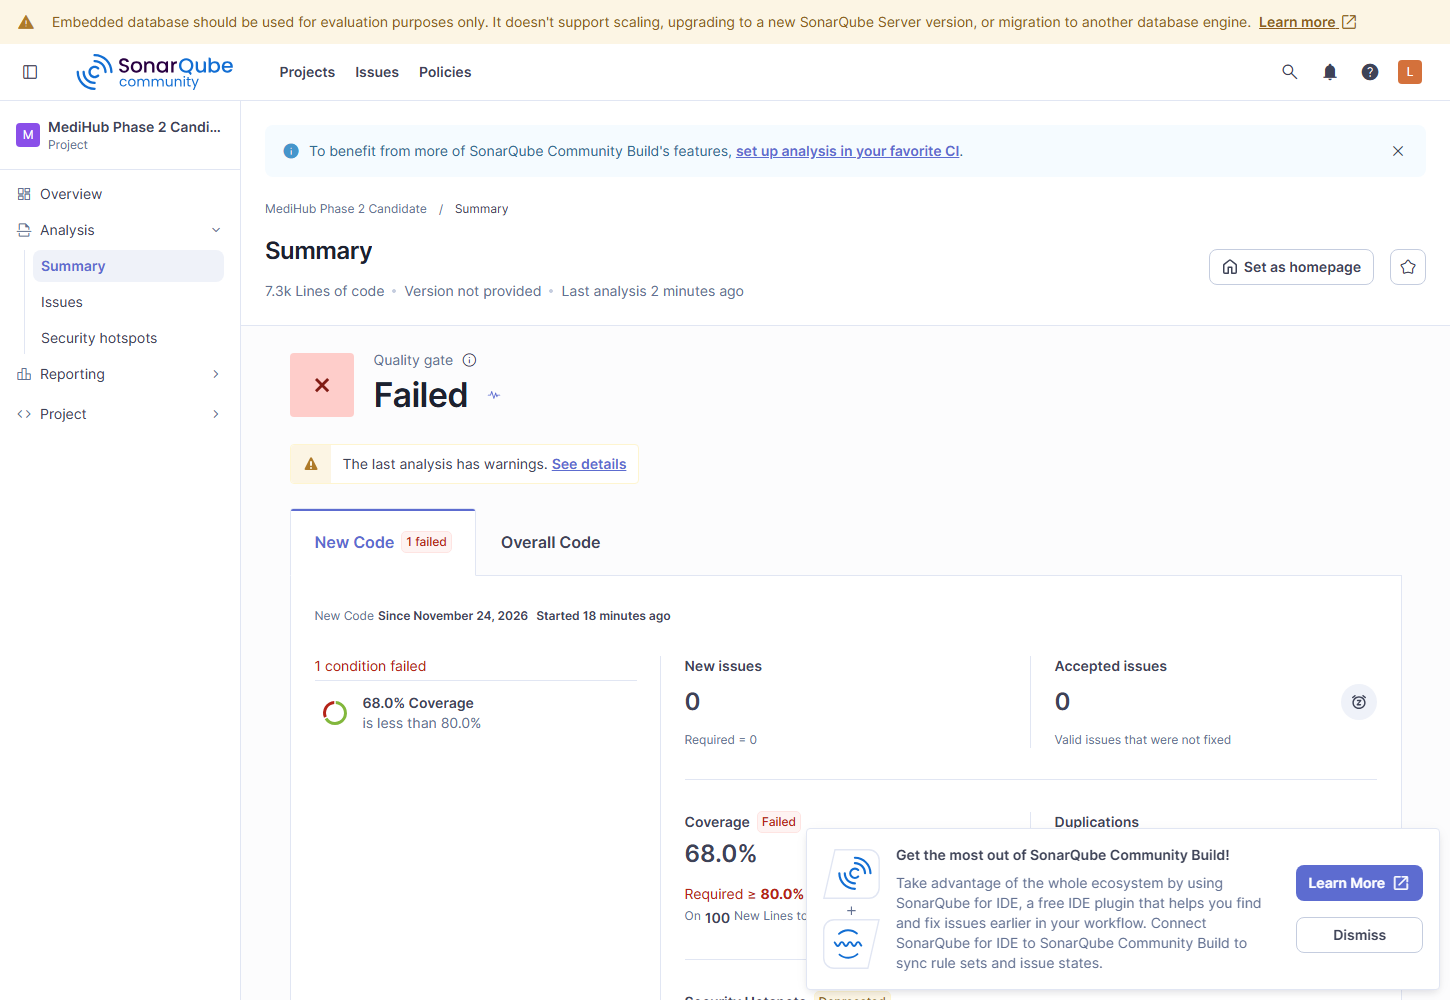 Embedded database should be used for evaluation purposes only. It doesn't support scaling, upgrading to a new SonarQube Server version, or migration to another database engine. Learn more
SonarQube community
Projects Issues Policies
L
M
MediHub Phase 2 Candi...
Project
Overview
Analysis
Summary
Issues
Security hotspots
Reporting
Project
To benefit from more of SonarQube Community Build's features, set up analysis in your favorite CI.
MediHub Phase 2 Candidate / Summary
Summary
Set as homepage
7.3k Lines of code • Version not provided • Last analysis 2 minutes ago
Quality gate
Failed
The last analysis has warnings. See details
New Code 1 failed
Overall Code
New Code Since November 24, 2026 Started 18 minutes ago
1 condition failed
68.0% Coverage
is less than 80.0%
New issues
0
Required = 0
Accepted issues
0
Valid issues that were not fixed
Coverage Failed
68.0%
Required ≥ 80.0%
On 100 New Lines to
Duplications
Get the most out of SonarQube Community Build!
Take advantage of the whole ecosystem by using
SonarQube for IDE, a free IDE plugin that helps you find
and fix issues earlier in your workflow. Connect
SonarQube for IDE to SonarQube Community Build to
sync rule sets and issue states.
Learn More
Dismiss
Security Hotspots Deprecated